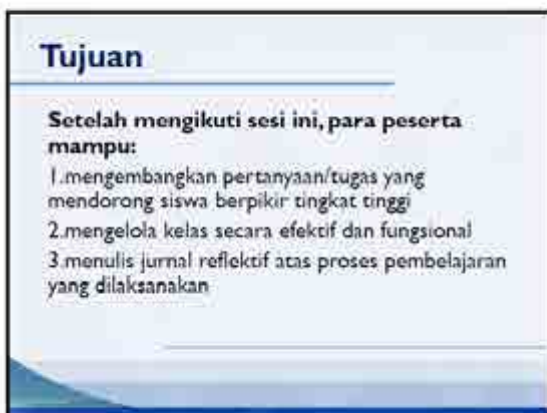 Tujuan
Setelah mengikuti sesi ini, para peserta
mampu:
1.mengembangkan pertanyaan/tugas yang
mendorong siswa berpikir tingkat tinggi
2.mengelola kelas secara efektif dan fungsional
3.menulis jurnal reflektif atas proses pembelajaran
yang dilaksanakan